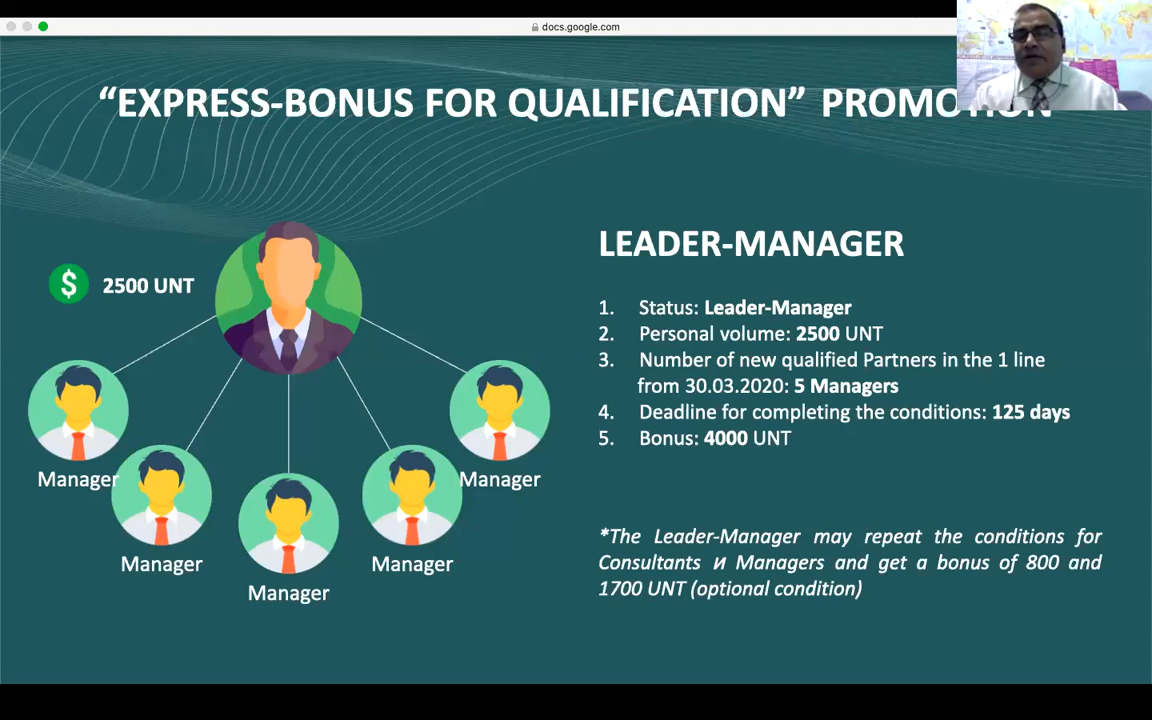 docs.google.com
“EXPRESS-BONUS FOR QUALIFICATION” PROMOTION
2500 UNT
Manager
Manager
Manager
Manager
Manager
LEADER-MANAGER
1. Status: Leader-Manager
2. Personal volume: 2500 UNT
3. Number of new qualified Partners in the 1 line
from 30.03.2020: 5 Managers
4. Deadline for completing the conditions: 125 days
5. Bonus: 4000 UNT
*The Leader-Manager may repeat the conditions for
Consultants и Managers and get a bonus of 800 and
1700 UNT (optional condition)